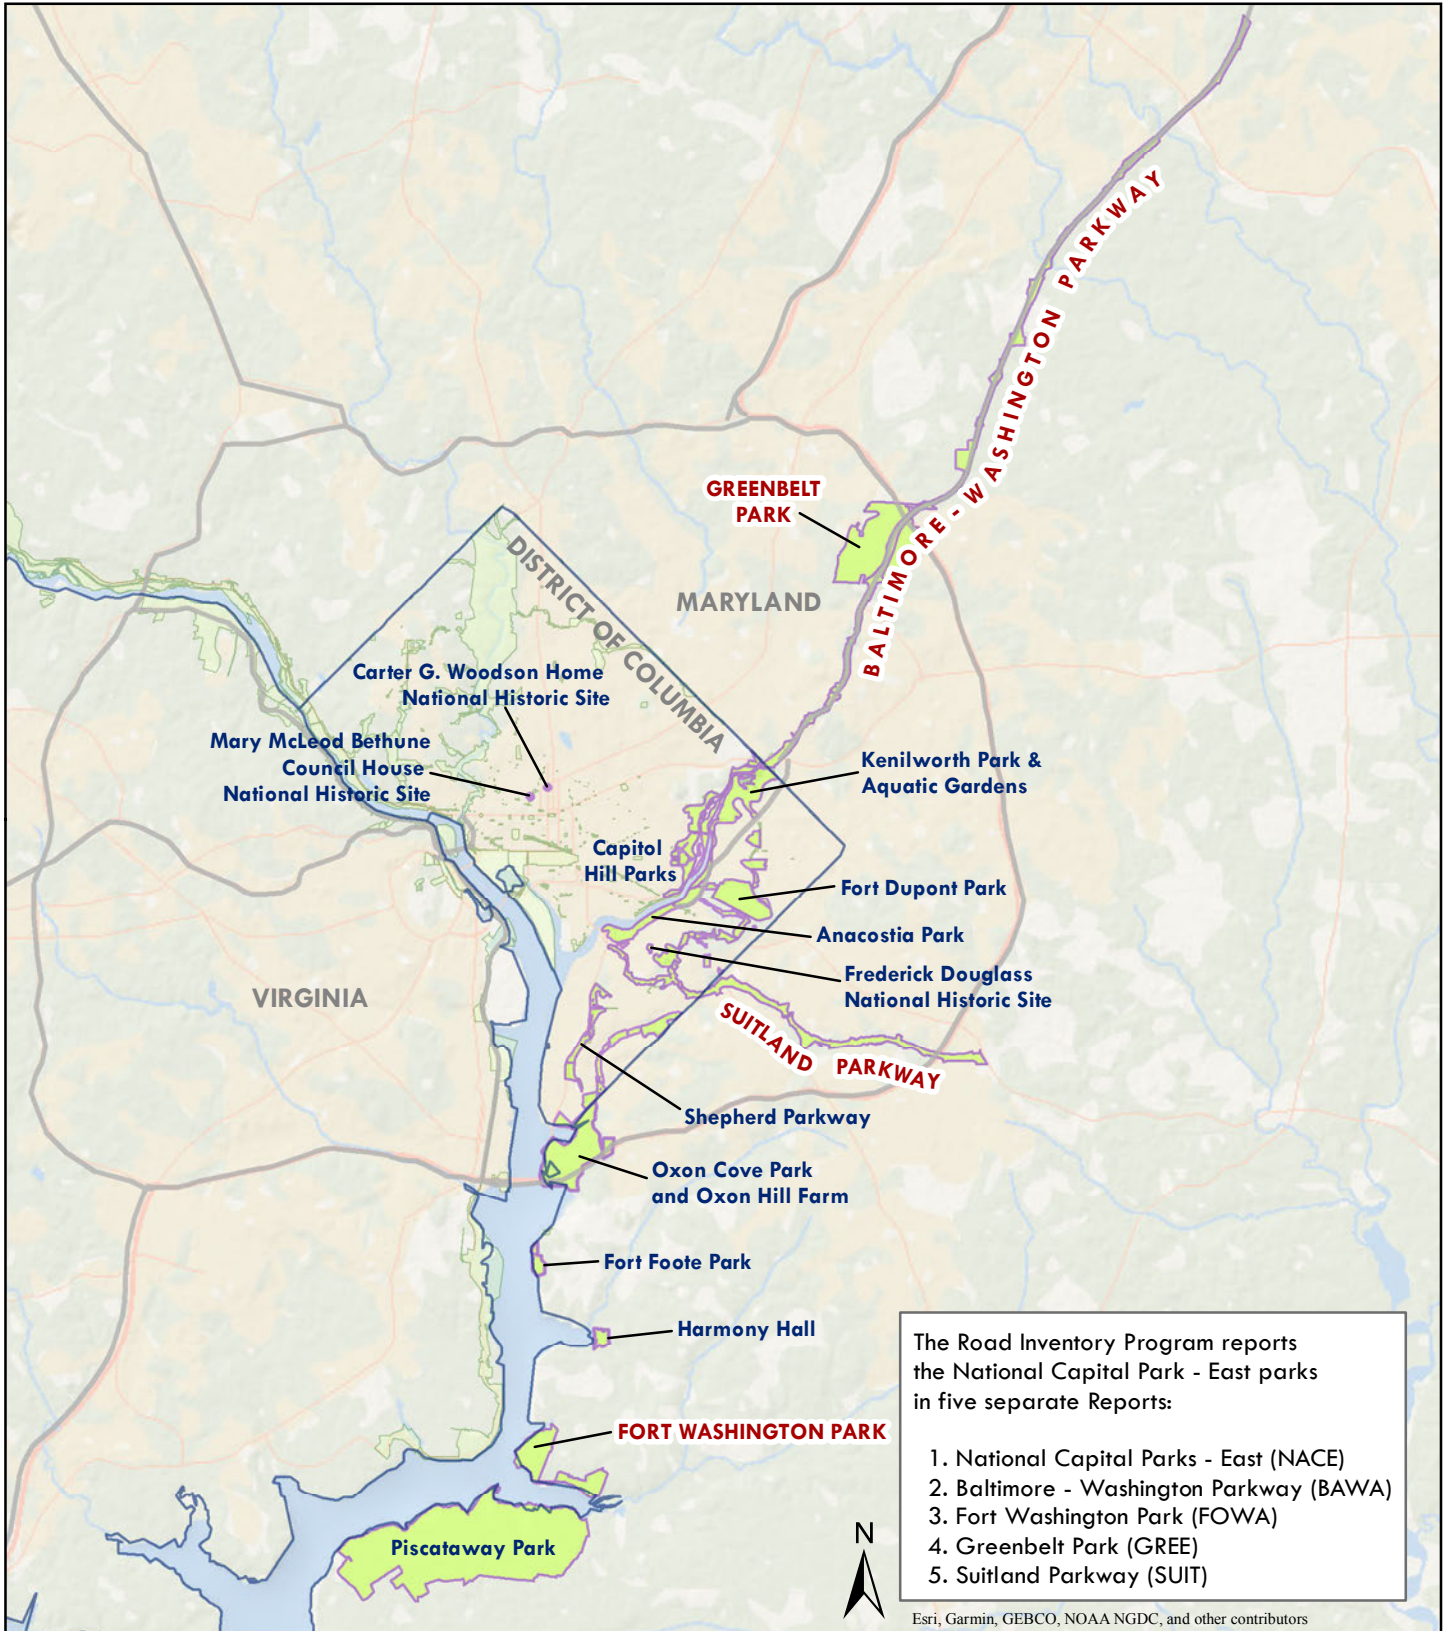 BALTIMORE - WASHINGTON PARKWAY
GREENBELT
PARK
DISTRICT OF COLUMBIA
MARYLAND
Carter G. Woodson Home
National Historic Site
Mary McLeod Bethune
Council House
National Historic Site
Kenilworth Park &
Aquatic Gardens
Capitol
Hill Parks
Fort Dupont Park
Anacostia Park
Frederick Douglass
National Historic Site
VIRGINIA
SUITLAND PARKWAY
Shepherd Parkway
Oxon Cove Park
and Oxon Hill Farm
Fort Foote Park
Harmony Hall
FORT WASHINGTON PARK
Piscataway Park
The Road Inventory Program reports
the National Capital Park - East parks
in five separate Reports:
1. National Capital Parks - East (NACE)
2. Baltimore - Washington Parkway (BAWA)
3. Fort Washington Park (FOWA)
4. Greenbelt Park (GREE)
5. Suitland Parkway (SUIT)
N
Esri, Garmin, GEBCO, NOAA NGDC, and other contributors